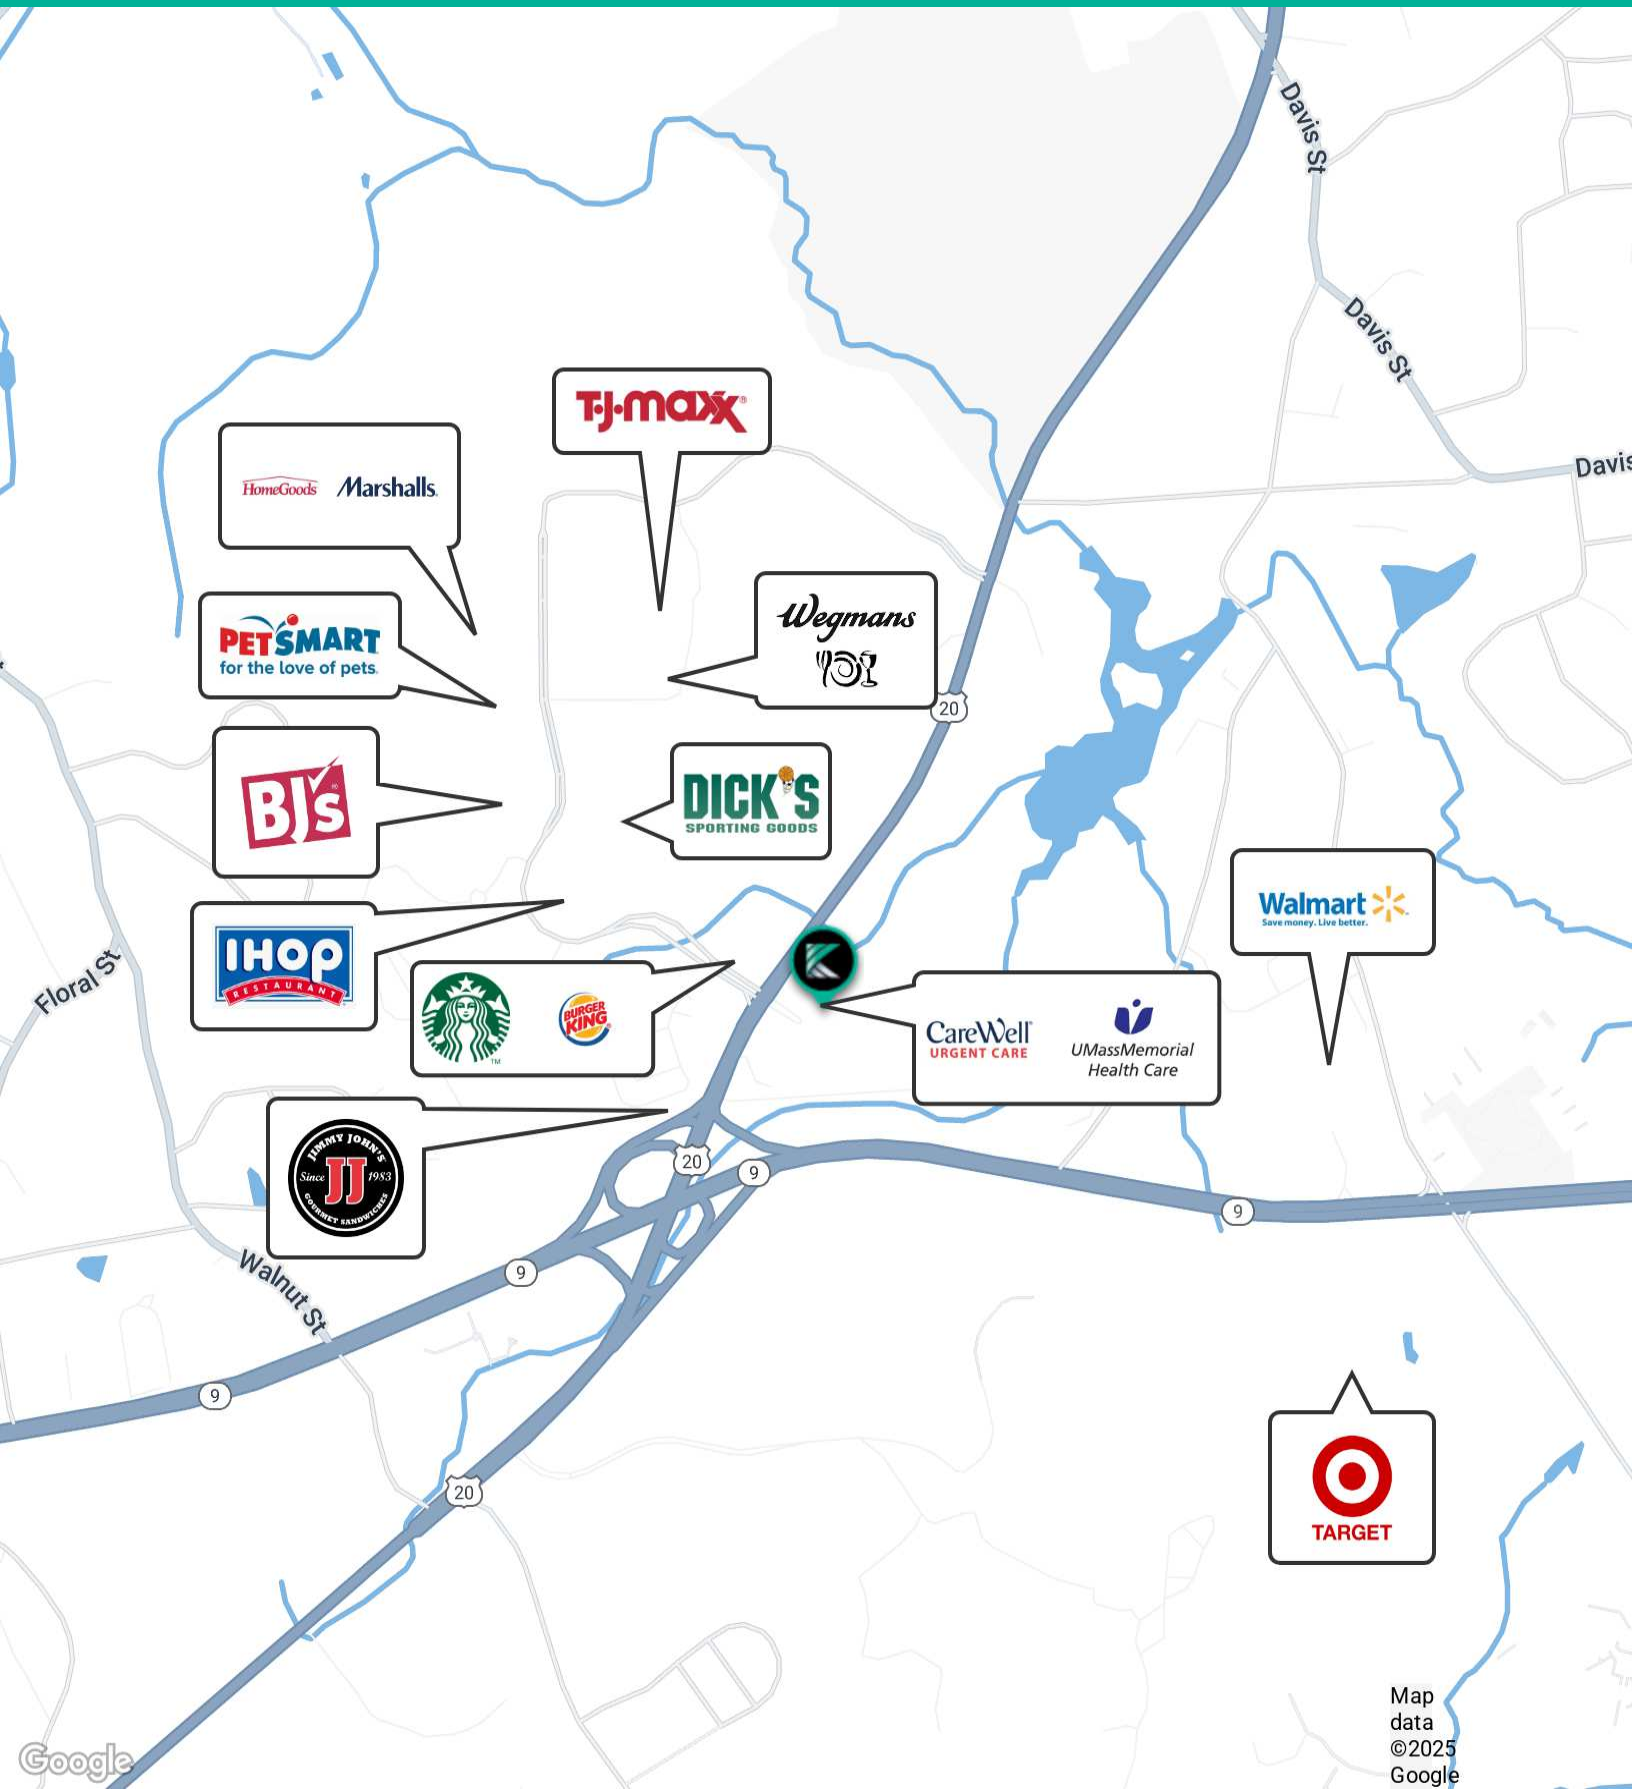 Davis St
Davis St
Davis
T·J·maxx®
HomeGoods
Marshalls.
Wegmans
PETSMART
for the love of pets.
20
DICK'S
SPORTING GOODS
BJ's
Walmart
Save money. Live better.
IHOP
RESTAURANT
Floral St
BURGER
KING®
TM
CareWell
URGENT CARE
UMassMemorial
Health Care
JIMMY JOHN'S
Since JJ 1983
GOURMET SANDWICHES
20
9
9
9
Walnut St
9
20
TARGET
Map
data
©2025
Google
Google